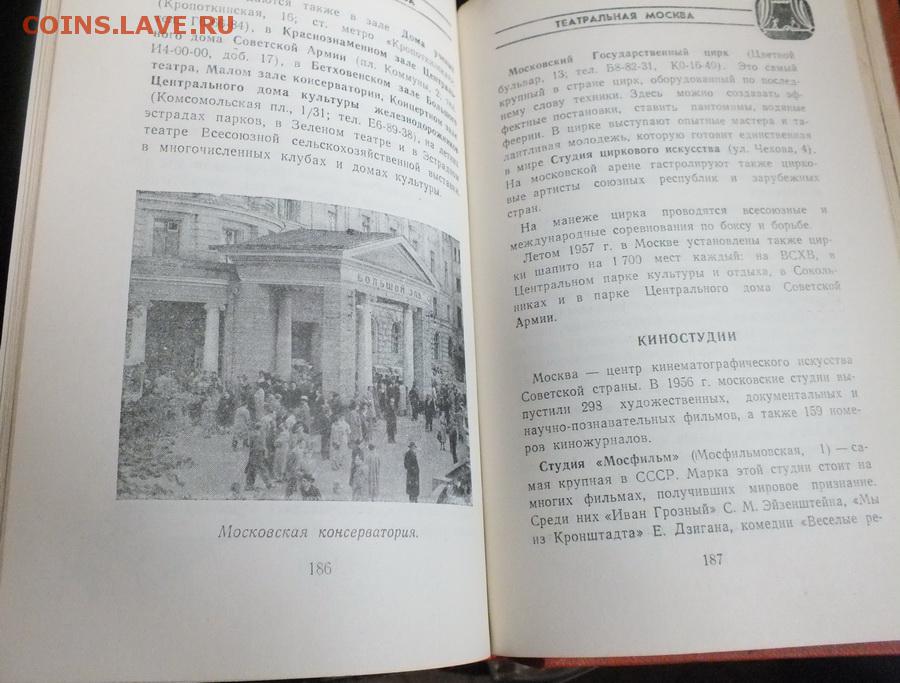 COINS.LAVE.RU
даются также в зале Дома
(Кропоткинская, 16; ст. метро «Кропоткинская»
в Краснознаменном зале Централь-
ного дома Советской Армии (пл. Коммуны, 2, тел.
И4-00-00, доб. 17), в Бетховенском зале Большого
театра, Малом зале консерватории, Концертном зале
Центрального дома культуры железнодорожников
(Комсомольская пл., 1/31; тел. Е6-89-38), на летних
эстрадах парков, в Зеленом театре и в Эстрадном
театре Всесоюзной сельскохозяйственной выставки,
в многочисленных клубах и домах культуры.
БОЛЬШОЙ ЗАЛ
Московская консерватория.
186
ТЕАТРАЛЬНАЯ МОСКВА
Московский Государственный цирк (Цветной
бульвар, 13; тел. Б8-82-31, К0-16-49). Это самый
крупный в стране цирк, оборудованный по послед-
нему слову техники. Здесь можно создавать эф-
фектные постановки, ставить пантомимы, водяные
феерии. В цирке выступают опытные мастера и та-
лантливая молодежь, которую готовит единственная
в мире Студия циркового искусства (ул. Чехова, 4).
На московской арене гастролируют также цирко-
вые артисты союзных республик и зарубежных
стран.
На манеже цирка проводятся всесоюзные и
международные соревнования по боксу и борьбе.
Летом 1957 г. в Москве установлены также цир-
ки шапито на 1 700 мест каждый: на ВСХВ, в
Центральном парке культуры и отдыха, в Соколь-
никах и в парке Центрального дома Советской
Армии.
КИНОСТУДИИ
Москва — центр кинематографического искусства
Советской страны. В 1956 г. московские студии вы-
пустили 298 художественных, документальных и
научно-познавательных фильмов, а также 159 номе-
ров киножурналов.
Студия «Мосфильм» (Мосфильмовская, 1) — са-
мая крупная в СССР. Марка этой студии стоит на
многих фильмах, получивших мировое признание.
Среди них «Иван Грозный» С. М. Эйзенштейна, «Мы
из Кронштадта» Е. Дзигана, комедии «Веселые ре-
187